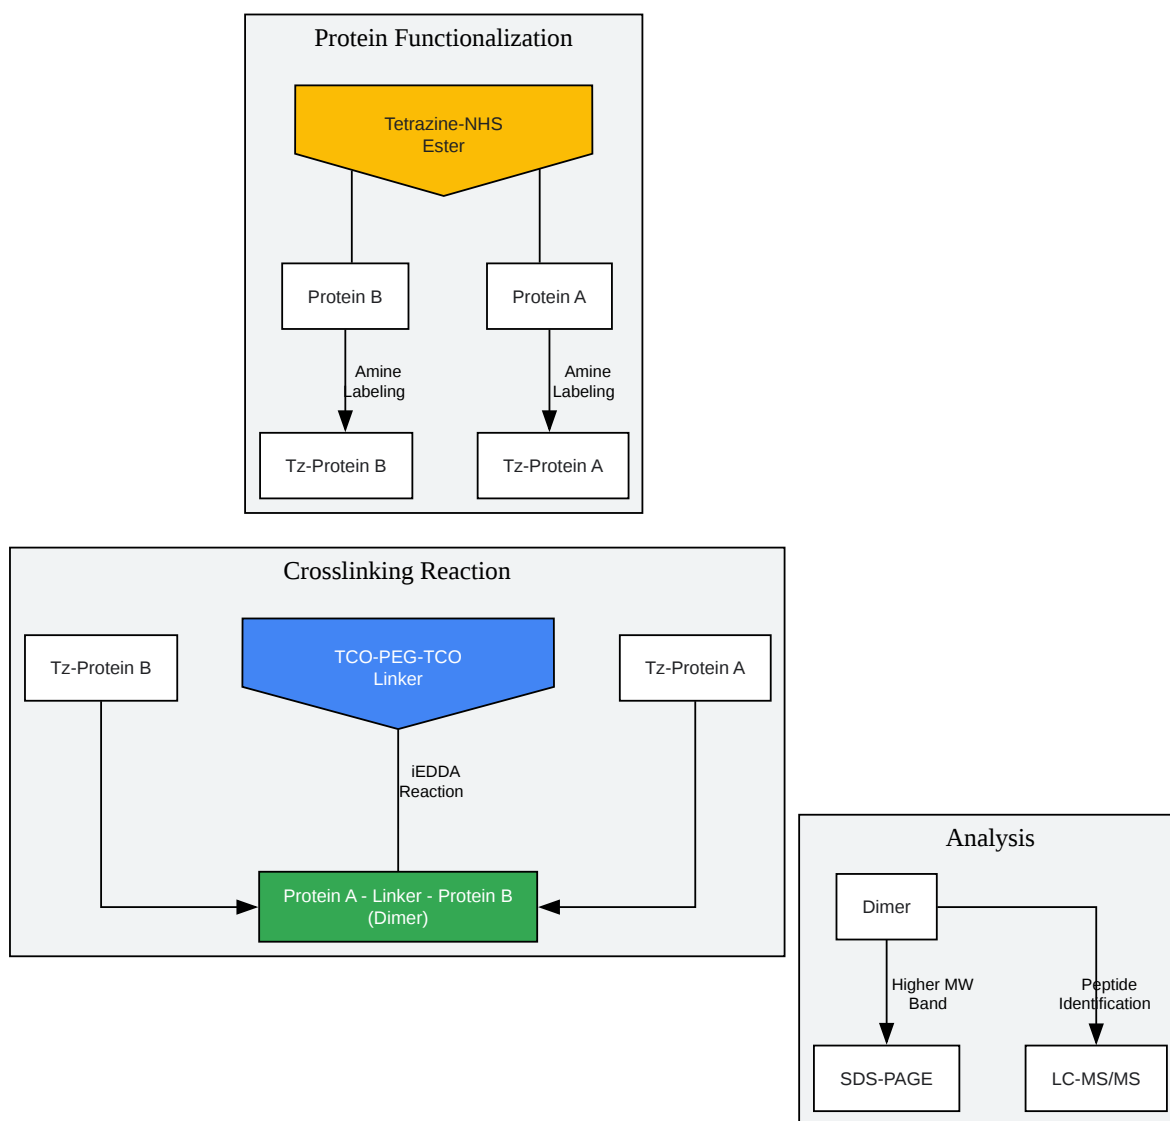 Protein Functionalization
Tetrazine-NHS
Ester
Protein B
Protein A
Amine
Labeling
Amine
Labeling
Tz-Protein B
Tz-Protein A
Crosslinking Reaction
Tz-Protein B
TCO-PEG-TCO
Linker
Tz-Protein A
iEDDA
Reaction
Protein A - Linker - Protein B
(Dimer)
Analysis
Dimer
Higher MW
Band
Peptide
Identification
SDS-PAGE
LC-MS/MS